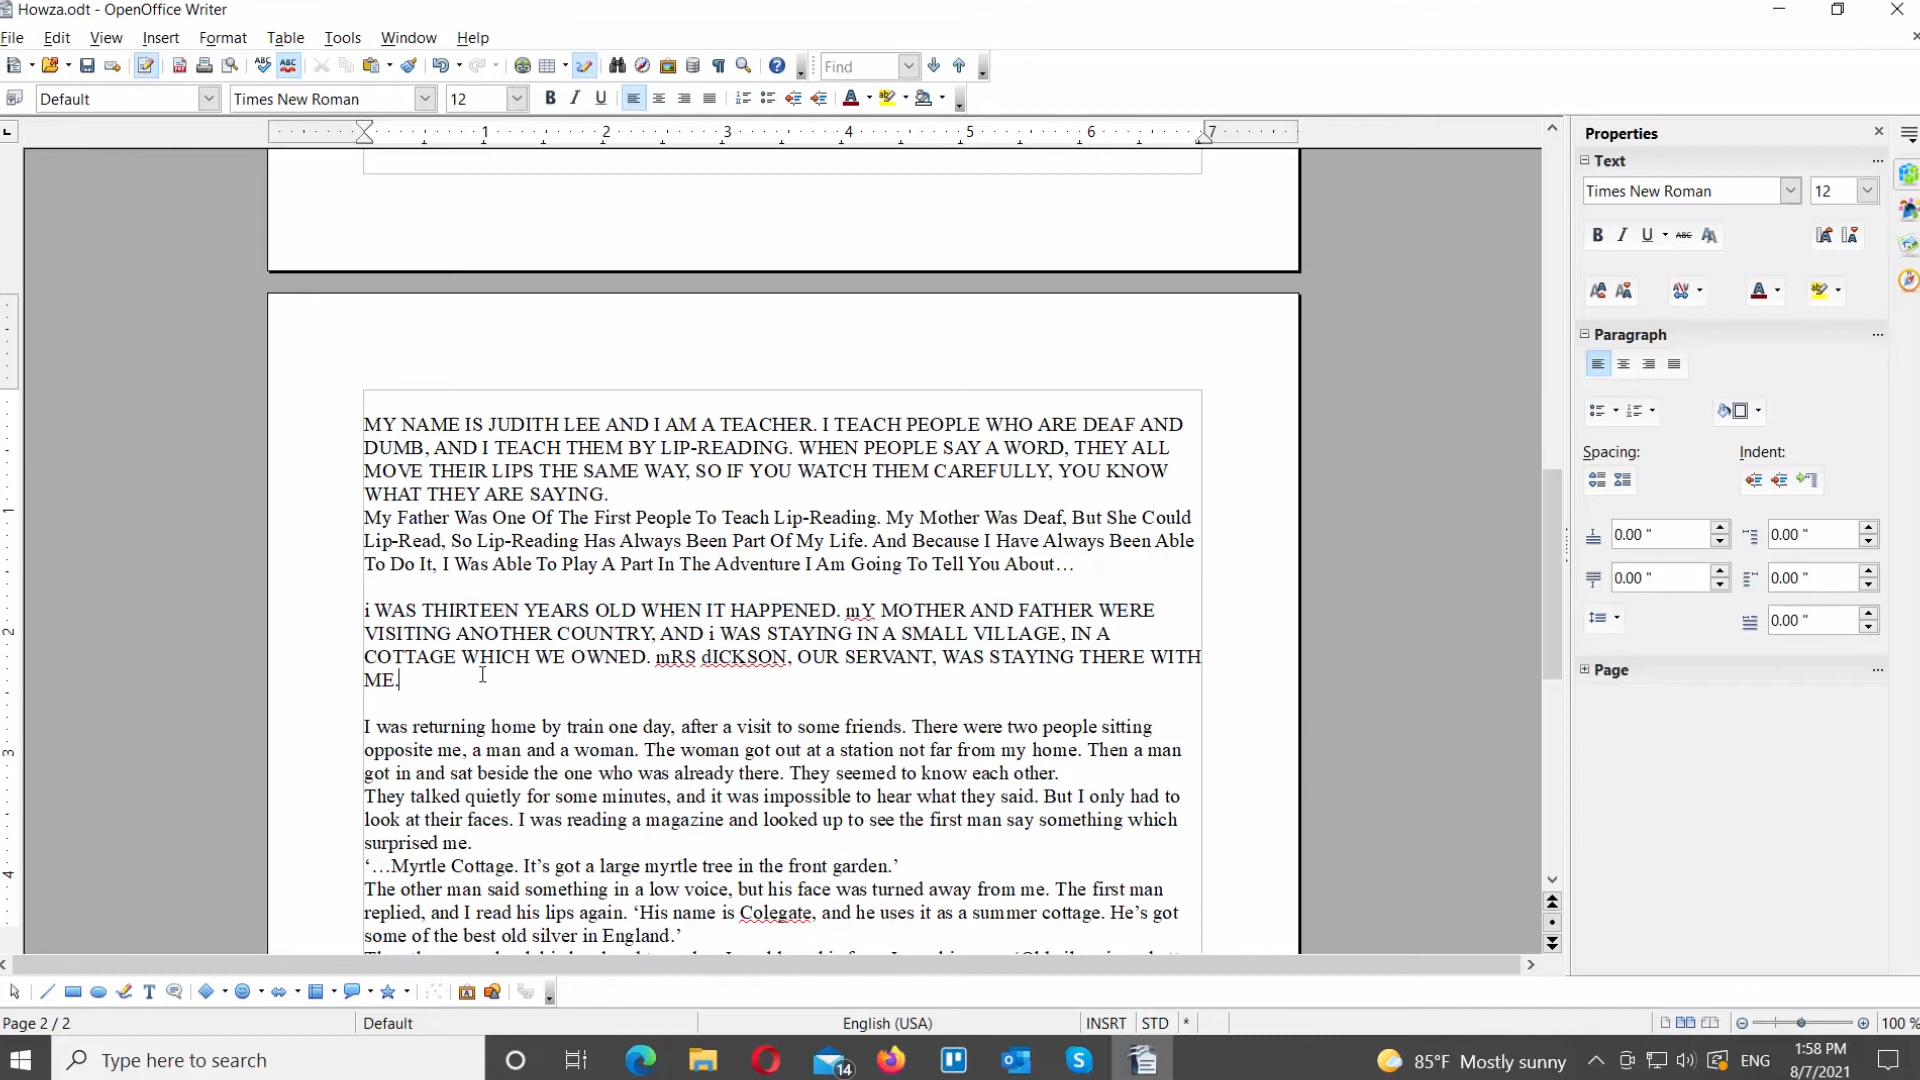 Howza.odt - OpenOffice Writer
File Edit View Insert Format Table Tools Window Help
Find
Default Times New Roman 12
1 2 3 4 5 6 7
Properties
Text
Times New Roman 12
Paragraph
Spacing: Indent:
0.00 " 0.00 "
0.00 " 0.00 "
0.00 "
Page
MY NAME IS JUDITH LEE AND I AM A TEACHER. I TEACH PEOPLE WHO ARE DEAF AND
DUMB, AND I TEACH THEM BY LIP-READING. WHEN PEOPLE SAY A WORD, THEY ALL
MOVE THEIR LIPS THE SAME WAY, SO IF YOU WATCH THEM CAREFULLY, YOU KNOW
WHAT THEY ARE SAYING.
My Father Was One Of The First People To Teach Lip-Reading. My Mother Was Deaf, But She Could
Lip-Read, So Lip-Reading Has Always Been Part Of My Life. And Because I Have Always Been Able
To Do It, I Was Able To Play A Part In The Adventure I Am Going To Tell You About…
i WAS THIRTEEN YEARS OLD WHEN IT HAPPENED. mY MOTHER AND FATHER WERE
VISITING ANOTHER COUNTRY, AND i WAS STAYING IN A SMALL VILLAGE, IN A
COTTAGE WHICH WE OWNED. mRS dICKSON, OUR SERVANT, WAS STAYING THERE WITH
ME.
I was returning home by train one day, after a visit to some friends. There were two people sitting
opposite me, a man and a woman. The woman got out at a station not far from my home. Then a man
got in and sat beside the one who was already there. They seemed to know each other.
They talked quietly for some minutes, and it was impossible to hear what they said. But I only had to
look at their faces. I was reading a magazine and looked up to see the first man say something which
surprised me.
‘…Myrtle Cottage. It’s got a large myrtle tree in the front garden.’
The other man said something in a low voice, but his face was turned away from me. The first man
replied, and I read his lips again. ‘His name is Colegate, and he uses it as a summer cottage. He’s got
some of the best old silver in England.’
Page 2 / 2 Default English (USA) INSRT STD * 100 %
Type here to search 14 85°F Mostly sunny ENG 1:58 PM
8/7/2021